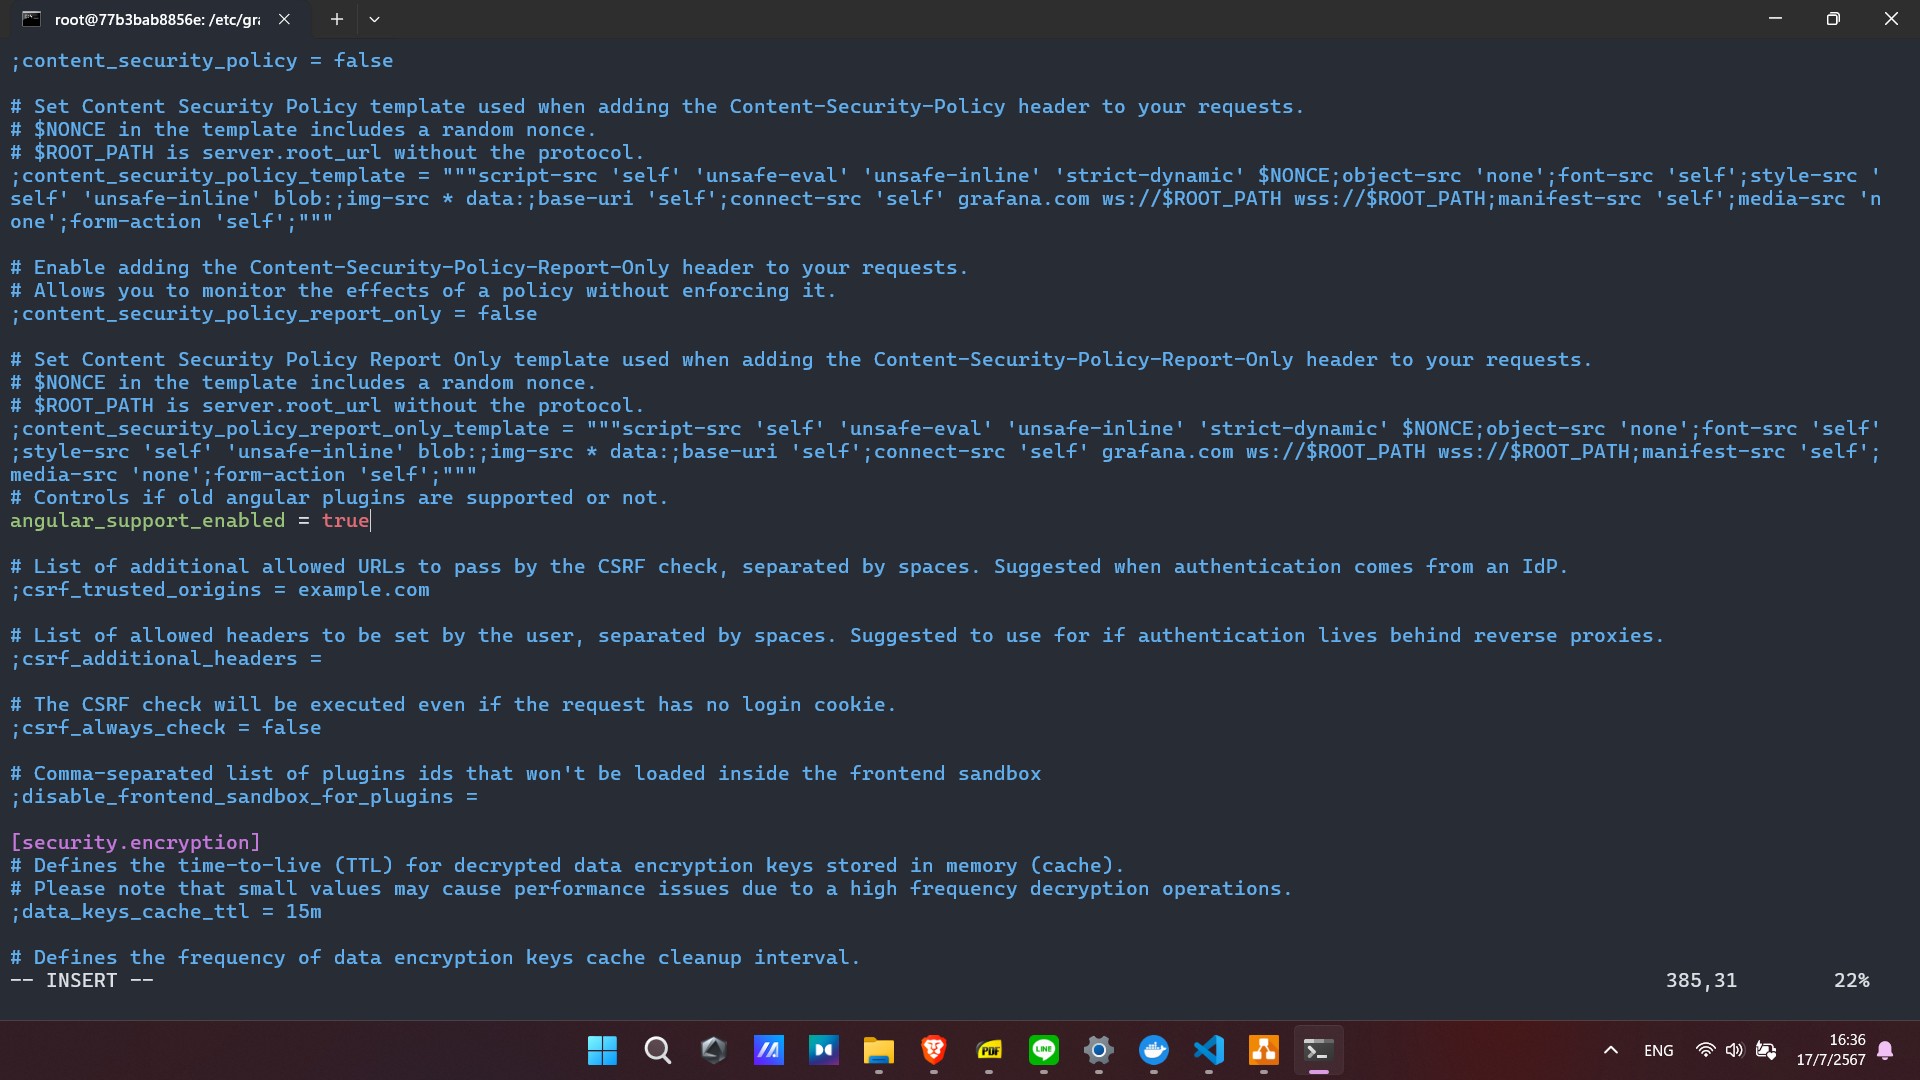 root@77b3bab8856e: /etc/gra
;content_security_policy = false
# Set Content Security Policy template used when adding the Content-Security-Policy header to your requests.
# $NONCE in the template includes a random nonce.
# $ROOT_PATH is server.root_url without the protocol.
;content_security_policy_template = """script-src 'self' 'unsafe-eval' 'unsafe-inline' 'strict-dynamic' $NONCE;object-src 'none';font-src 'self';style-src '
self' 'unsafe-inline' blob:;img-src * data:;base-uri 'self';connect-src 'self' grafana.com ws://$ROOT_PATH wss://$ROOT_PATH;manifest-src 'self';media-src 'n
one';form-action 'self';"""
# Enable adding the Content-Security-Policy-Report-Only header to your requests.
# Allows you to monitor the effects of a policy without enforcing it.
;content_security_policy_report_only = false
# Set Content Security Policy Report Only template used when adding the Content-Security-Policy-Report-Only header to your requests.
# $NONCE in the template includes a random nonce.
# $ROOT_PATH is server.root_url without the protocol.
;content_security_policy_report_only_template = """script-src 'self' 'unsafe-eval' 'unsafe-inline' 'strict-dynamic' $NONCE;object-src 'none';font-src 'self'
;style-src 'self' 'unsafe-inline' blob:;img-src * data:;base-uri 'self';connect-src 'self' grafana.com ws://$ROOT_PATH wss://$ROOT_PATH;manifest-src 'self';
media-src 'none';form-action 'self';"""
# Controls if old angular plugins are supported or not.
angular_support_enabled = true
# List of additional allowed URLs to pass by the CSRF check, separated by spaces. Suggested when authentication comes from an IdP.
;csrf_trusted_origins = example.com
# List of allowed headers to be set by the user, separated by spaces. Suggested to use for if authentication lives behind reverse proxies.
;csrf_additional_headers =
# The CSRF check will be executed even if the request has no login cookie.
;csrf_always_check = false
# Comma-separated list of plugins ids that won't be loaded inside the frontend sandbox
;disable_frontend_sandbox_for_plugins =
[security.encryption]
# Defines the time-to-live (TTL) for decrypted data encryption keys stored in memory (cache).
# Please note that small values may cause performance issues due to a high frequency decryption operations.
;data_keys_cache_ttl = 15m
# Defines the frequency of data encryption keys cache cleanup interval.
-- INSERT -- 385,31 22%
PDF
LINE
ENG
16:36
17/7/2567